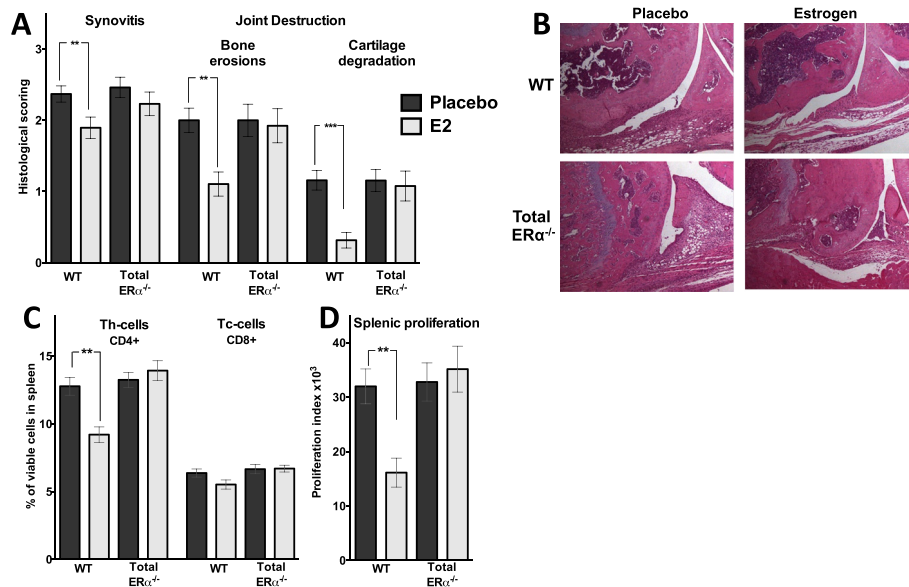 A
Synovitis
Joint Destruction
Bone
erosions
Cartilage
degradation
Histological scoring
3
2
1
0
**
**
***
Placebo
E2
WT
Total
ERα-/-
WT
Total
ERα-/-
WT
Total
ERα-/-
B
Placebo
Estrogen
WT
Total
ERα-/-
C
Th-cells
CD4+
Tc-cells
CD8+
% of viable cells in spleen
15
10
5
0
**
WT
Total
ERα-/-
WT
Total
ERα-/-
D
Splenic proliferation
Proliferation index x10³
40
30
20
10
0
**
WT
Total
ERα-/-